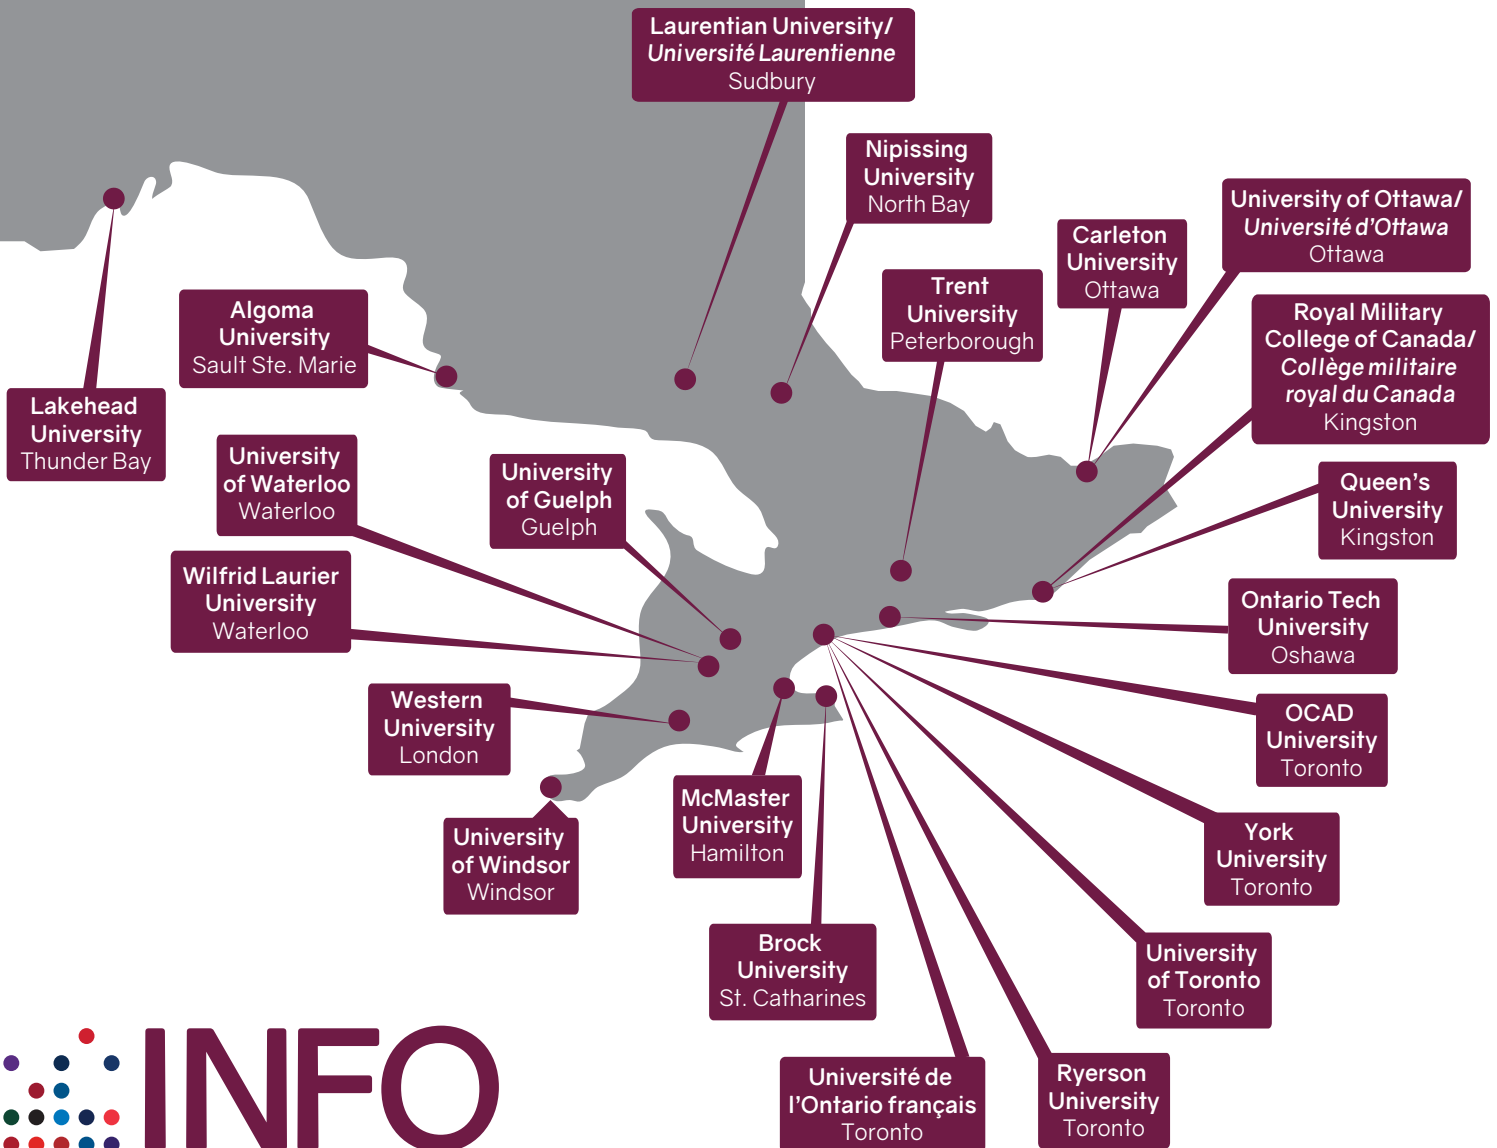 Laurentian University/
Université Laurentienne
Sudbury
Nipissing
University
North Bay
University of Ottawa/
Université d'Ottawa
Ottawa
Carleton
University
Ottawa
Trent
University
Peterborough
Royal Military
College of Canada/
Collège militaire
royal du Canada
Kingston
Algoma
University
Sault Ste. Marie
Lakehead
University
Thunder Bay
University
of Waterloo
Waterloo
University
of Guelph
Guelph
Queen's
University
Kingston
Wilfrid Laurier
University
Waterloo
Ontario Tech
University
Oshawa
Western
University
London
OCAD
University
Toronto
McMaster
University
Hamilton
University
of Windsor
Windsor
York
University
Toronto
Brock
University
St. Catharines
University
of Toronto
Toronto
Université de
l'Ontario français
Toronto
Ryerson
University
Toronto
INFO